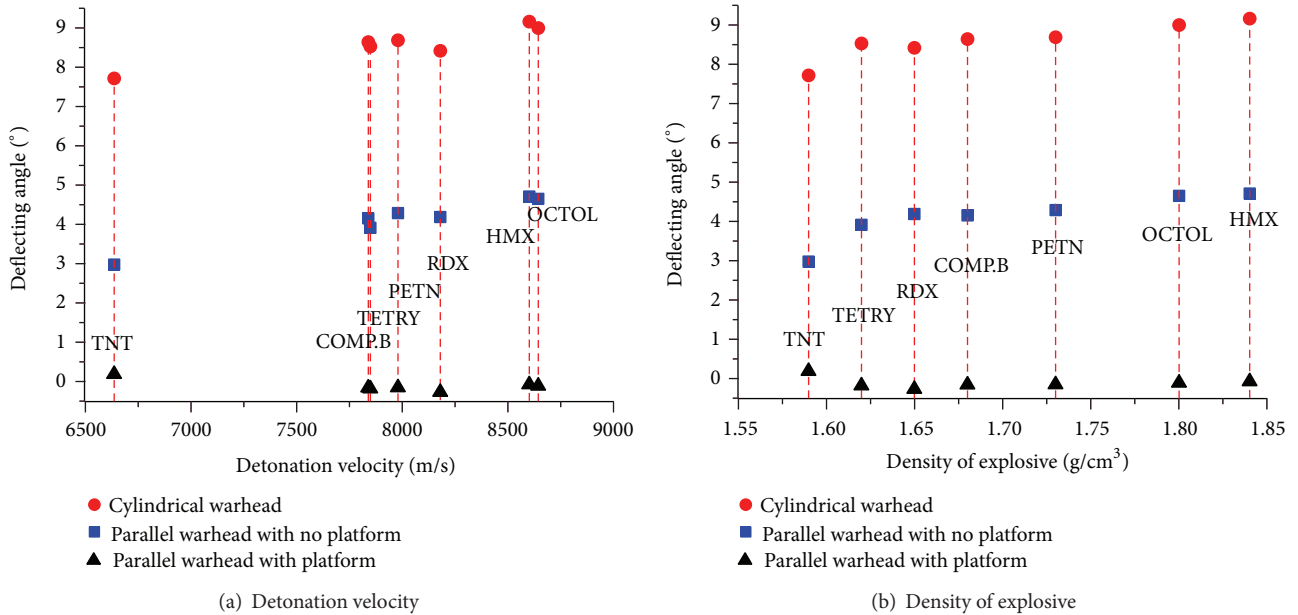 9
8
7
6
5
4
3
2
1
0
Deflecting angle (°)
TNT
COMP.B
TETRY
PETN
RDX
HMX
OCTOL
6500 7000 7500 8000 8500 9000
Detonation velocity (m/s)
Cylindrical warhead
Parallel warhead with no platform
Parallel warhead with platform
(a) Detonation velocity
9
8
7
6
5
4
3
2
1
0
Deflecting angle (°)
TNT
TETRY
RDX
COMP.B
PETN
OCTOL
HMX
1.55 1.60 1.65 1.70 1.75 1.80 1.85
Density of explosive (g/cm³)
Cylindrical warhead
Parallel warhead with no platform
Parallel warhead with platform
(b) Density of explosive